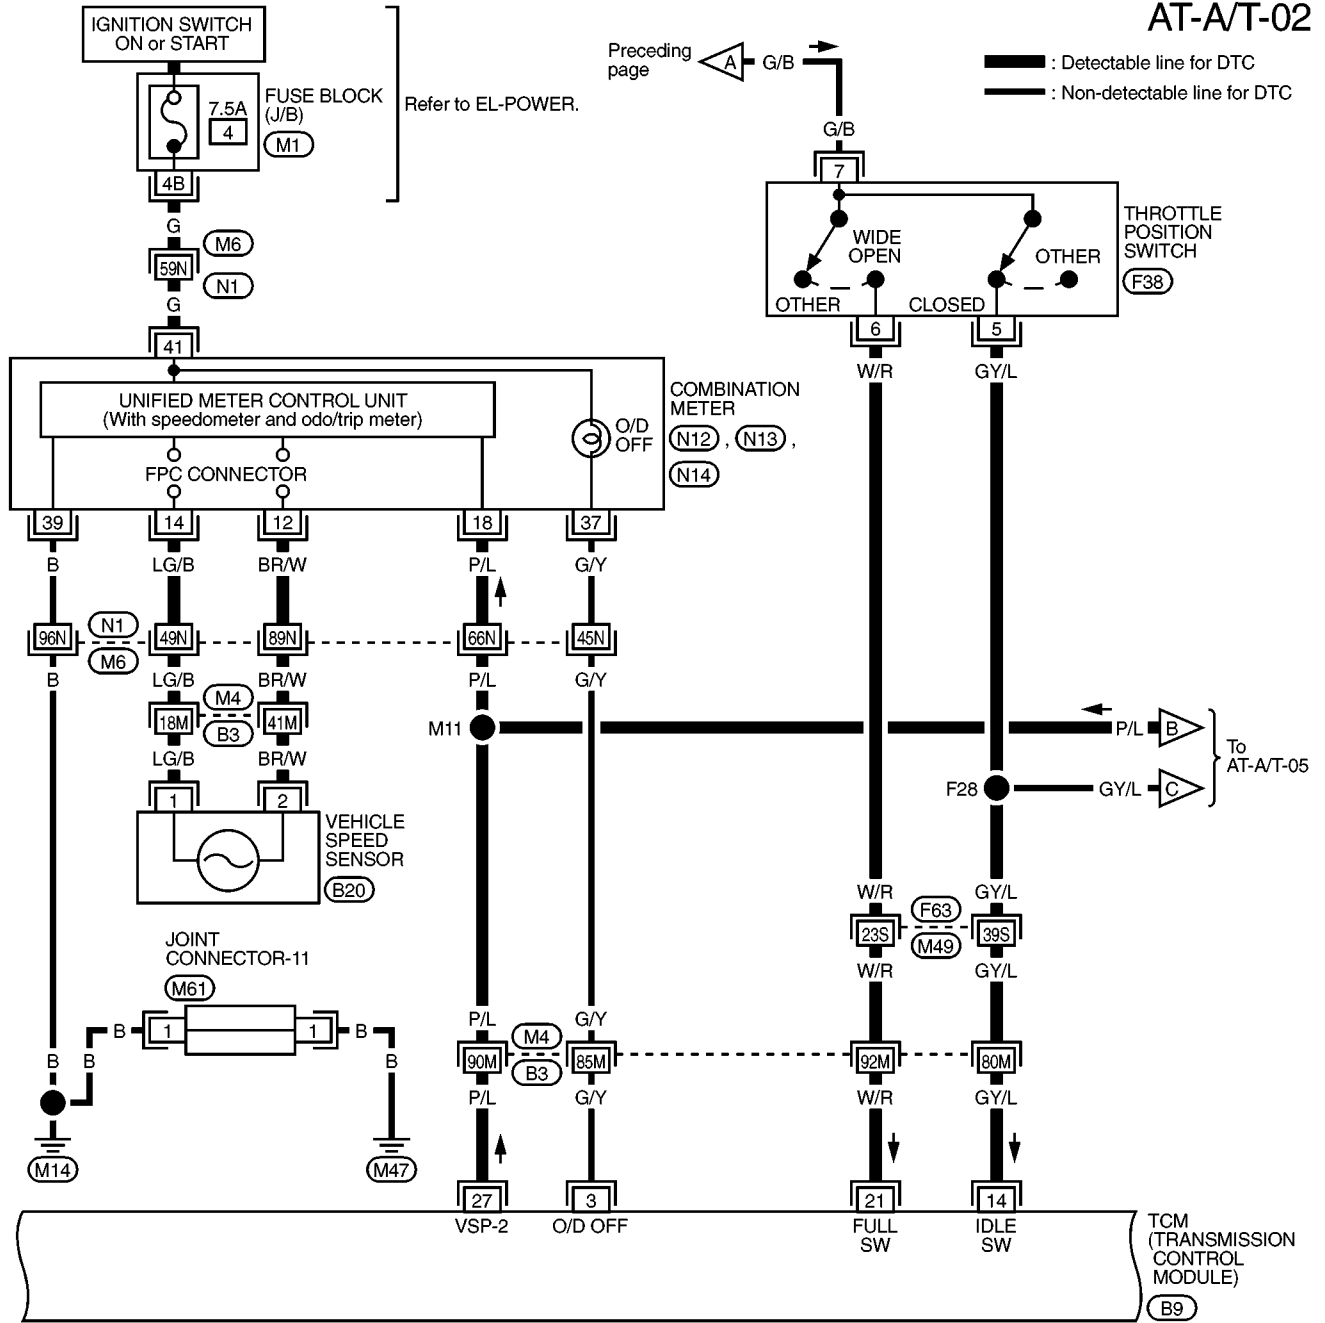 AT-A/T-02
IGNITION SWITCH
ON or START
FUSE BLOCK
(J/B)
7.5A
4
M1
4B
Refer to EL-POWER.
Preceding
page
A
G/B
: Detectable line for DTC
: Non-detectable line for DTC
G
M6
59N
N1
G
41
G/B
7
THROTTLE
POSITION
SWITCH
F38
WIDE
OPEN
OTHER
OTHER
CLOSED
6
5
W/R
GY/L
UNIFIED METER CONTROL UNIT
(With speedometer and odo/trip meter)
FPC CONNECTOR
O/D
OFF
COMBINATION
METER
N12 , N13 ,
N14
39
14
12
18
37
B
LG/B
BR/W
P/L
G/Y
96N
N1
M6
49N
89N
66N
45N
B
LG/B
BR/W
P/L
G/Y
18M
M4
B3
41M
LG/B
BR/W
M11
P/L
B
To
AT-A/T-05
F28
GY/L
C
1
2
VEHICLE
SPEED
SENSOR
B20
W/R
GY/L
23S
F63
M49
39S
W/R
GY/L
JOINT
CONNECTOR-11
M61
B
1
1
B
B
B
B
M14
M47
P/L
G/Y
90M
M4
B3
85M
92M
80M
P/L
G/Y
W/R
GY/L
27
3
21
14
VSP-2
O/D OFF
FULL
SW
IDLE
SW
TCM
(TRANSMISSION
CONTROL
MODULE)
B9